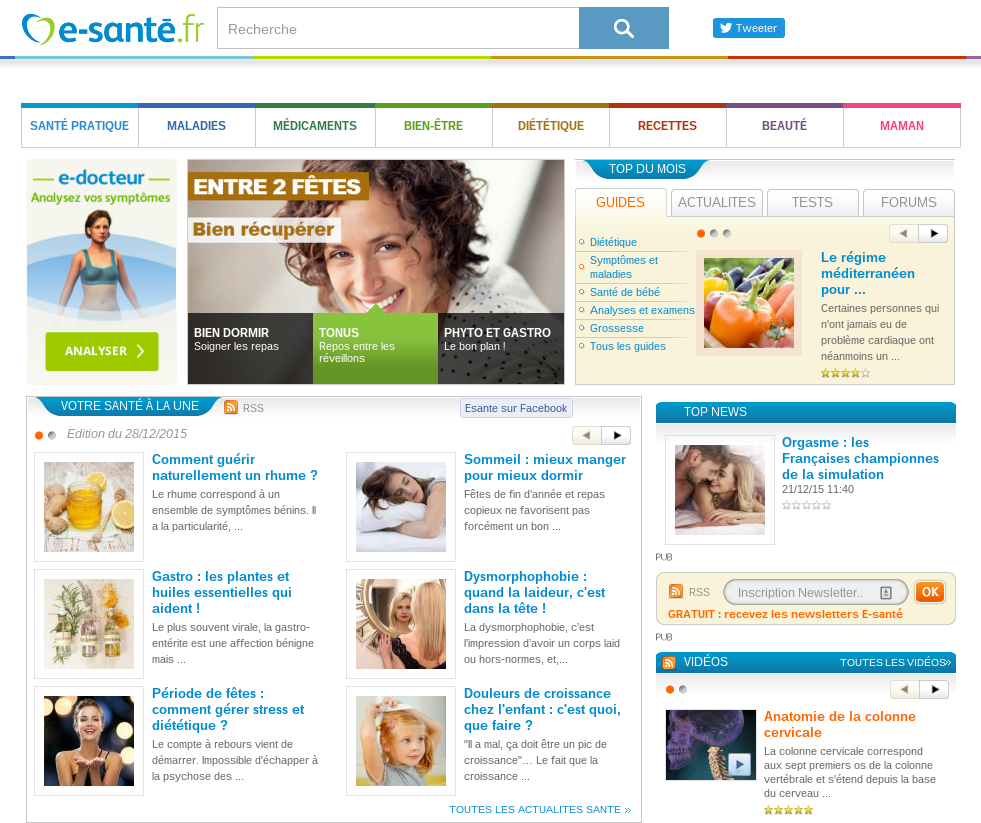 e-santé.fr
Recherche
Tweeter
SANTÉ PRATIQUE
MALADIES
MÉDICAMENTS
BIEN-ÊTRE
DIÉTÉTIQUE
RECETTES
BEAUTÉ
MAMAN
e-docteur
Analysez vos symptômes
ANALYSER
ENTRE 2 FÊTES
Bien récupérer
BIEN DORMIR
Soigner les repas
TONUS
Repos entre les
réveillons
PHYTO ET GASTRO
Le bon plan !
TOP DU MOIS
GUIDES
ACTUALITES
TESTS
FORUMS
Diététique
Symptômes et
maladies
Santé de bébé
Analyses et examens
Grossesse
Tous les guides
Le régime
méditerranéen
pour ...
Certaines personnes qui
n'ont jamais eu de
problème cardiaque ont
néanmoins un ...
VOTRE SANTÉ À LA UNE
RSS
Esante sur Facebook
Edition du 28/12/2015
Comment guérir
naturellement un rhume ?
Le rhume correspond à un
ensemble de symptômes bénins. Il
a la particularité, ...
Sommeil : mieux manger
pour mieux dormir
Fêtes de fin d'année et repas
copieux ne favorisent pas
forcément un bon ...
Gastro : les plantes et
huiles essentielles qui
aident !
Le plus souvent virale, la gastro-
entérite est une affection bénigne
mais ...
Dysmorphophobie :
quand la laideur, c'est
dans la tête !
La dysmorphophobie, c'est
l'impression d'avoir un corps laid
ou hors-normes, et,...
Période de fêtes :
comment gérer stress et
diététique ?
Le compte à rebours vient de
démarrer. Impossible d'échapper à
la psychose des ...
Douleurs de croissance
chez l'enfant : c'est quoi,
que faire ?
"Il a mal, ça doit être un pic de
croissance"… Le fait que la
croissance ...
TOUTES LES ACTUALITES SANTE
TOP NEWS
Orgasme : les
Françaises championnes
de la simulation
21/12/15 11:40
PUB
RSS
Inscription Newsletter..
OK
GRATUIT : recevez les newsletters E-santé
PUB
VIDÉOS
TOUTES LES VIDÉOS
Anatomie de la colonne
cervicale
La colonne cervicale correspond
aux sept premiers os de la colonne
vertébrale et s'étend depuis la base
du cerveau ...